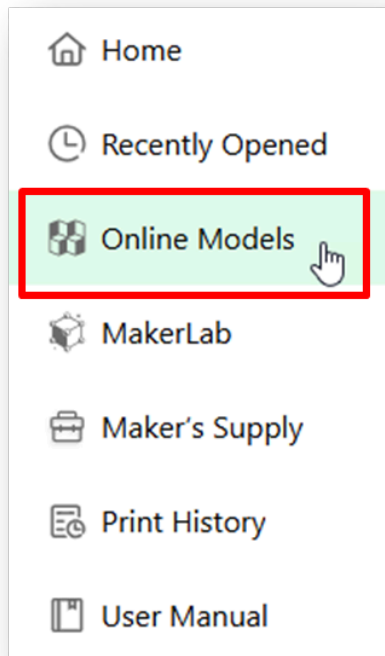 Home
Recently Opened
Online Models
MakerLab
Maker's Supply
Print History
User Manual